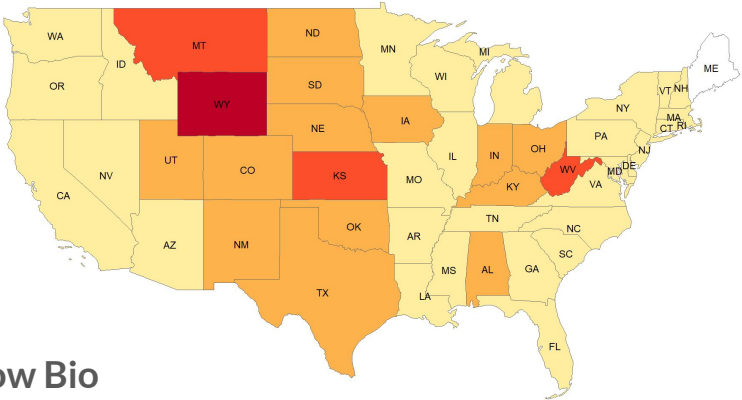 WA
MT
ND
MN
MI
ME
ID
OR
SD
WI
VT
NH
WY
NY
MA
CT
RI
IA
NE
PA
NJ
IL
IN
OH
UT
CO
KS
MO
WV
MD
DE
VA
KY
NV
CA
TN
NC
OK
AR
AZ
NM
SC
MS
AL
GA
TX
LA
FL
ow Bio